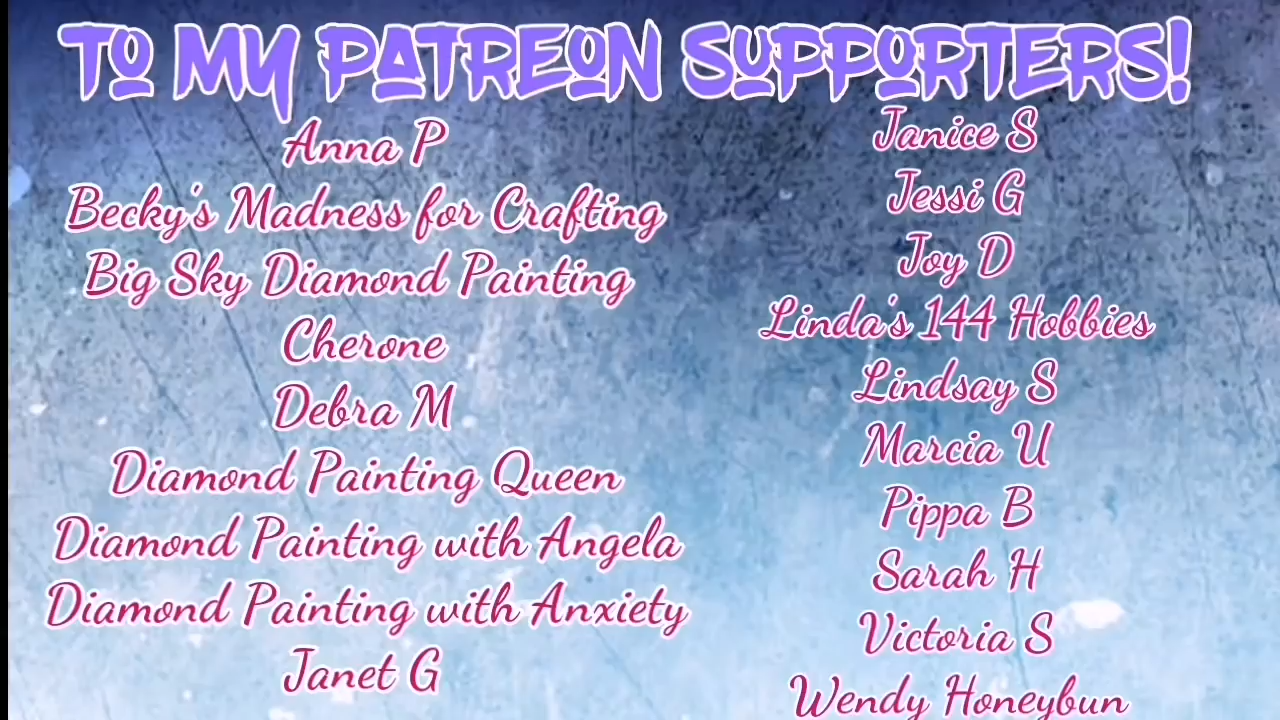 TO MY PATREON SUPPORTERS!
Anna P
Becky's Madness for Crafting
Big Sky Diamond Painting
Cherone
Debra M
Diamond Painting Queen
Diamond Painting with Angela
Diamond Painting with Anxiety
Janet G
Janice S
Jessi G
Joy D
Linda's 144 Hobbies
Lindsay S
Marcia U
Pippa B
Sarah H
Victoria S
Wendy Honeybun